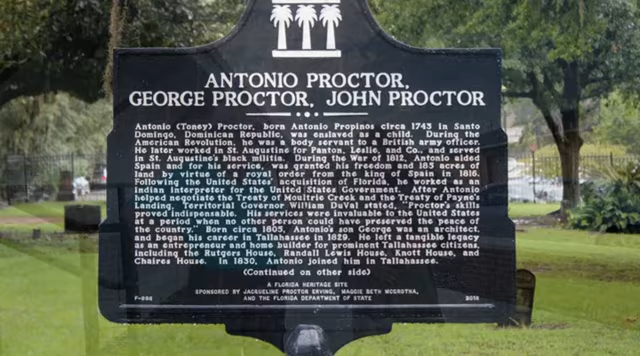 ANTONIO PROCTOR,
GEORGE PROCTOR, JOHN PROCTOR
Antonio (Toney) Proctor, born Antonio Propinos circa 1743 in Santo
Domingo, Dominican Republic, was enslaved as a child. During the
American Revolution, he was a body servant to a British army officer.
He later worked in St. Augustine for Panton, Leslie, and Co., and served
in St. Augustine's black militia. During the War of 1812, Antonio aided
Spain and for his service, was granted his freedom and 185 acres of
land by virtue of a royal order from the king of Spain in 1816.
Following the United States' acquisition of Florida, he worked as an
Indian interpreter for the United States Government. After Antonio
helped negotiate the Treaty of Moultrie Creek and the Treaty of Payne's
Landing, Territorial Governor William DuVal stated, "Proctor's skills
proved indispensable. His services were invaluable to the United States
at a period when no other person could have preserved the peace of
the country." Born circa 1805, Antonio's son George was an architect,
and began his career in Tallahassee in 1829. He left a tangible legacy
as an entrepreneur and home builder for prominent Tallahassee citizens,
including the Rutgers House, Randall Lewis House, Knott House, and
Chaires House. In 1830, Antonio joined him in Tallahassee.
(Continued on other side)
A FLORIDA HERITAGE SITE
SPONSORED BY JACQUELINE PROCTOR ERVING, MAGGIE BETH MCGROTHA,
AND THE FLORIDA DEPARTMENT OF STATE
2018